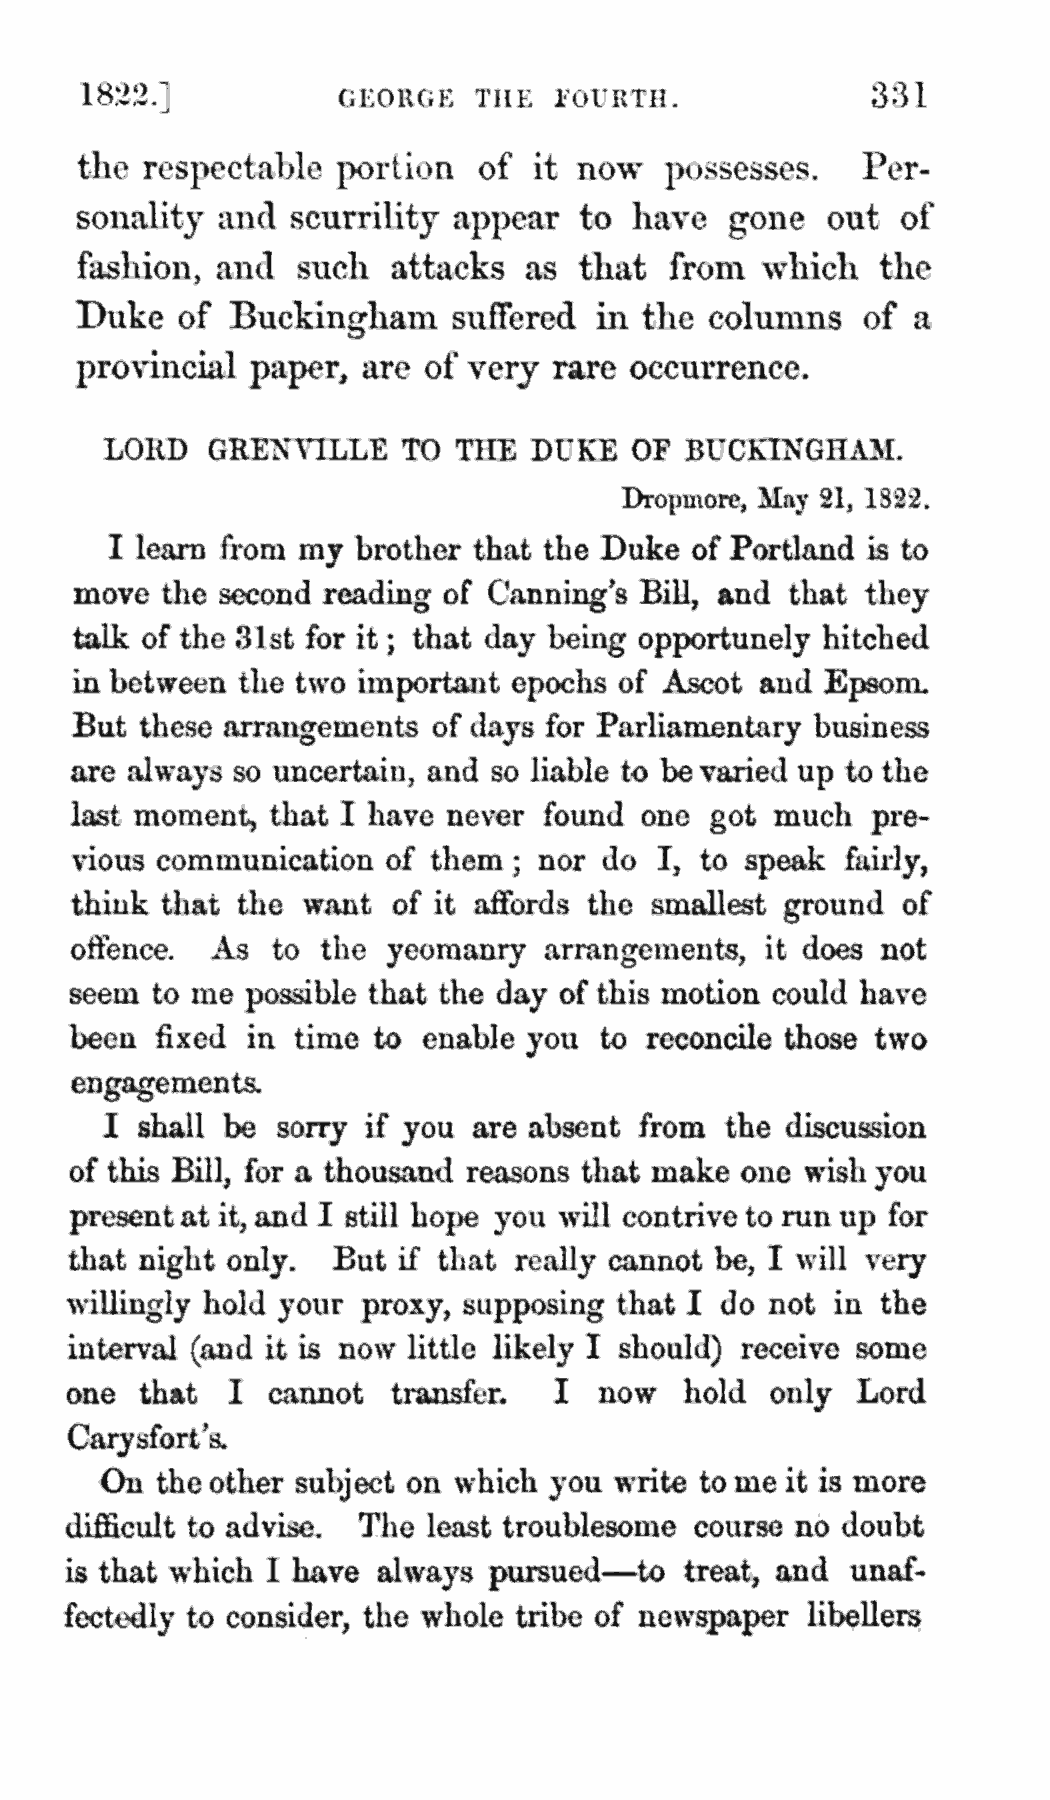 1822.] GEORGE THE FOURTH. 331
the respectable portion of it now possesses. Per-
sonality and scurrility appear to have gone out of
fashion, and such attacks as that from which the
Duke of Buckingham suffered in the columns of a
provincial paper, are of very rare occurrence.
LORD GRENVILLE TO THE DUKE OF BUCKINGHAM.
Dropmore, May 21, 1822.
I learn from my brother that the Duke of Portland is to
move the second reading of Canning's Bill, and that they
talk of the 31st for it; that day being opportunely hitched
in between the two important epochs of Ascot and Epsom.
But these arrangements of days for Parliamentary business
are always so uncertain, and so liable to be varied up to the
last moment, that I have never found one got much pre-
vious communication of them; nor do I, to speak fairly,
think that the want of it affords the smallest ground of
offence. As to the yeomanry arrangements, it does not
seem to me possible that the day of this motion could have
been fixed in time to enable you to reconcile those two
engagements.
I shall be sorry if you are absent from the discussion
of this Bill, for a thousand reasons that make one wish you
present at it, and I still hope you will contrive to run up for
that night only. But if that really cannot be, I will very
willingly hold your proxy, supposing that I do not in the
interval (and it is now little likely I should) receive some
one that I cannot transfer. I now hold only Lord
Carysfort's.
On the other subject on which you write to me it is more
difficult to advise. The least troublesome course no doubt
is that which I have always pursued—to treat, and unaf-
fectedly to consider, the whole tribe of newspaper libellers